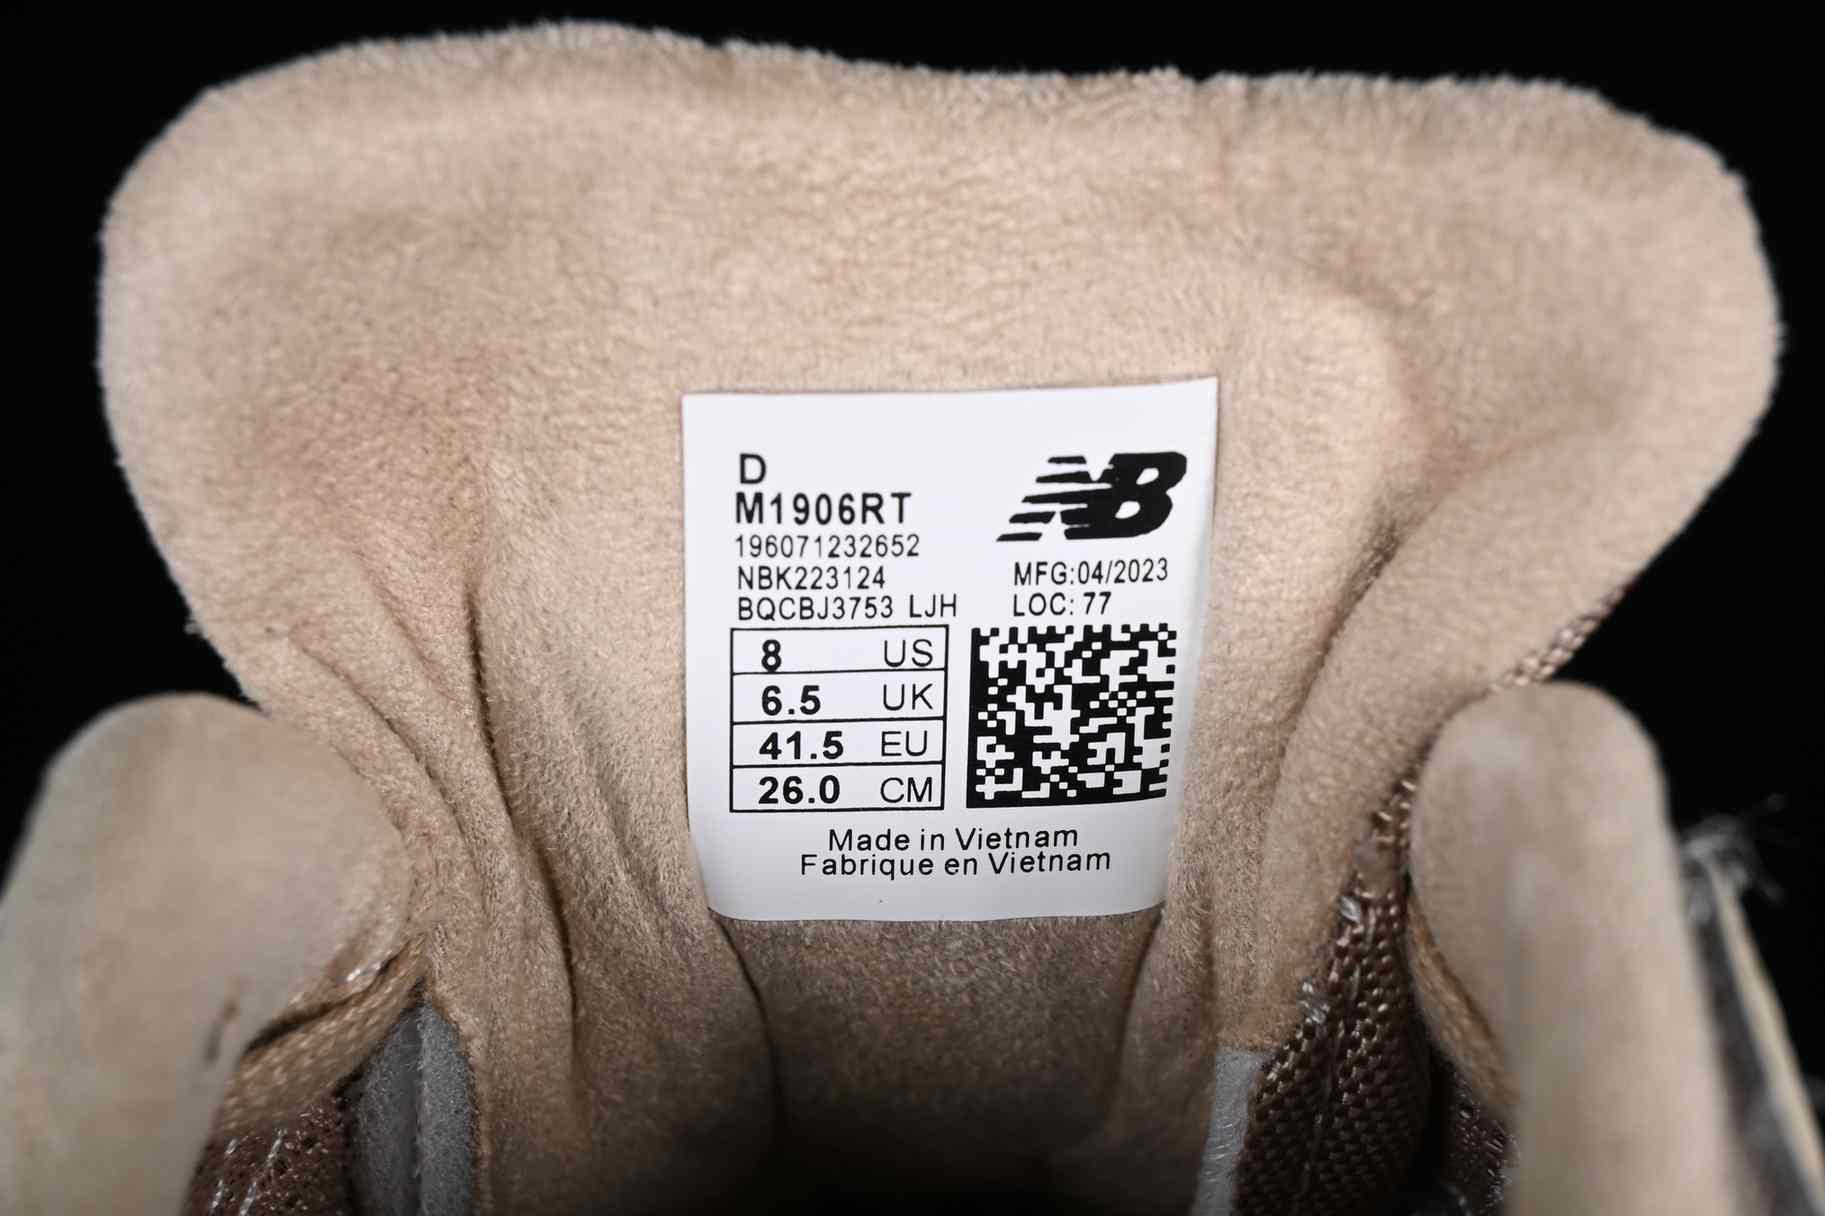 D
M1906RT
196071232652
NBK223124
BQCBJ3753 LJH
NB
MFG:04/2023
LOC: 77
8 US
6.5 UK
41.5 EU
26.0 CM
Made in Vietnam
Fabrique en Vietnam